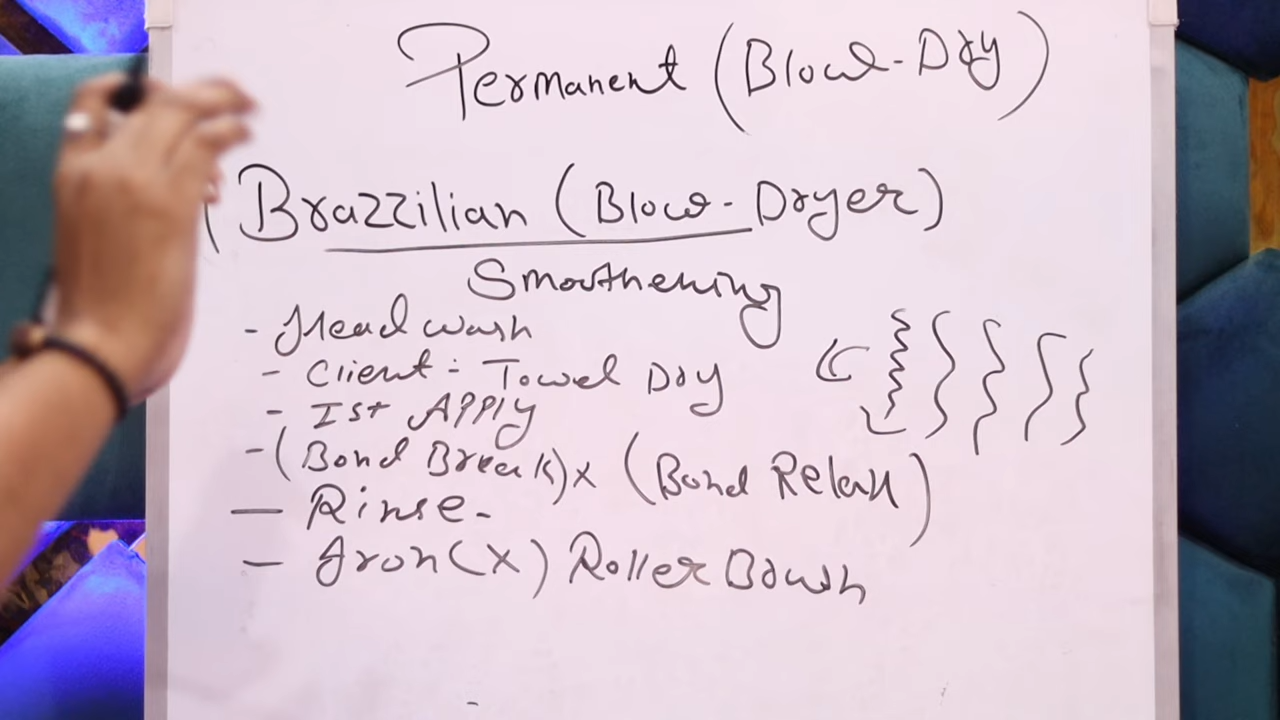 Permanent (Blow-Dry)
(Brazzilian (Blow-Dryer)
Smoothening
- Head wash
- Client: Towel Dry
- Ist APPly
- (Bond Break)x (Bond Relax)
- Rinse-
- Iron(X) Roller Brush